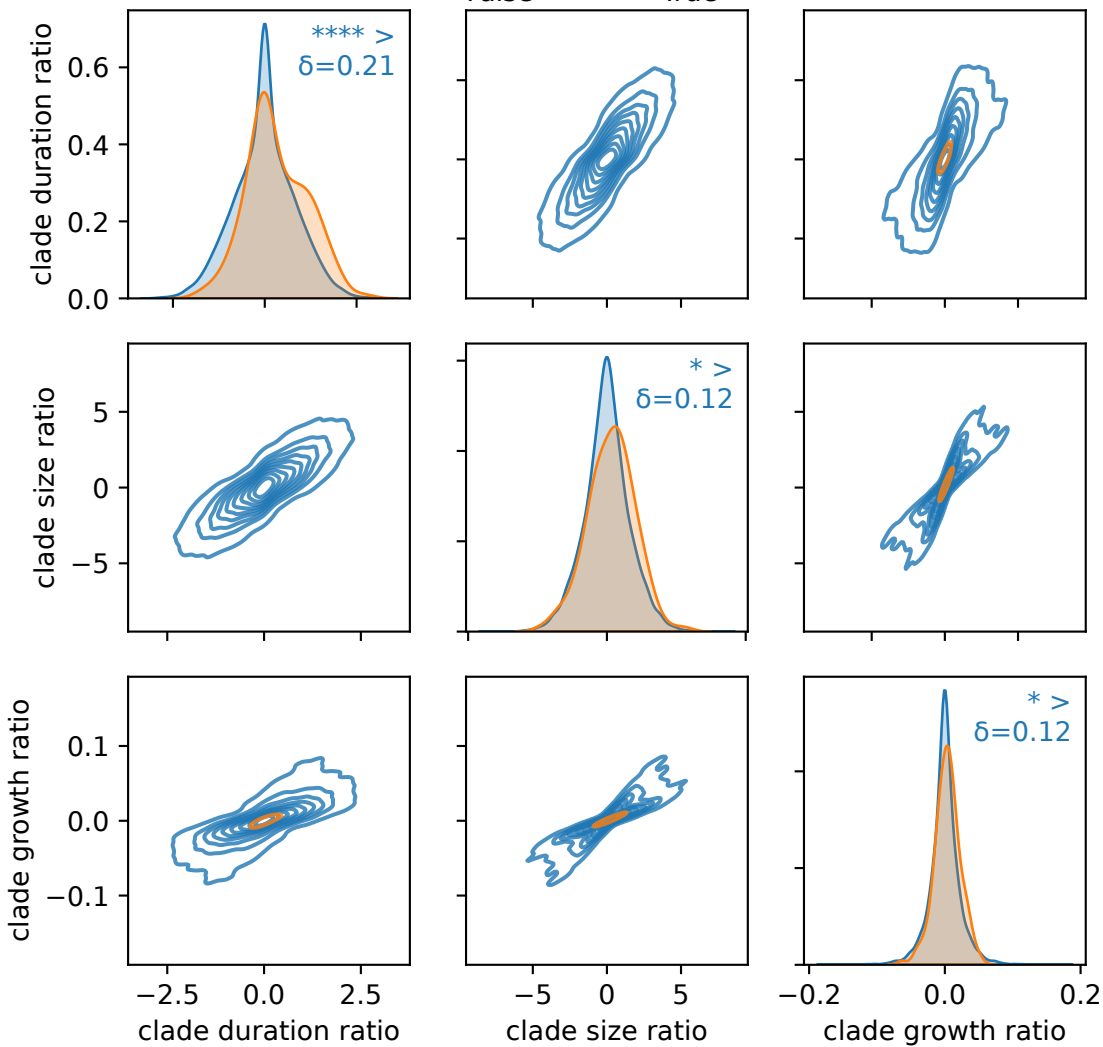 **** >
δ=0.21
clade duration ratio
0.6
0.4
0.2
0.0
* >
δ=0.12
clade size ratio
5
0
−5
* >
δ=0.12
clade growth ratio
0.1
0.0
−0.1
−2.5 0.0 2.5
−5 0 5
−0.2 0.0 0.2
clade duration ratio
clade size ratio
clade growth ratio